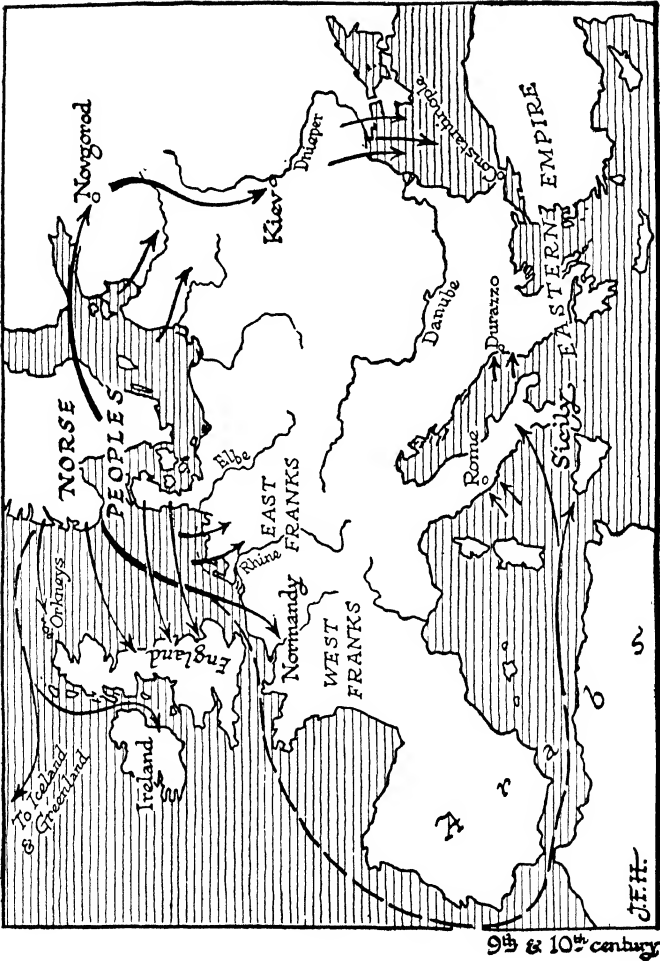 To Iceland
& Greenland
Orkneys
NORSE
PEOPLES
Novgorod
Ireland
England
Elbe
Rhine
EAST
FRANKS
Normandy
WEST
FRANKS
Kiev
Dnieper
Danube
Constantinople
Durazzo
Rome
Sicily
EASTERN EMPIRE
A r a b s
J.F.H.
9th & 10th century